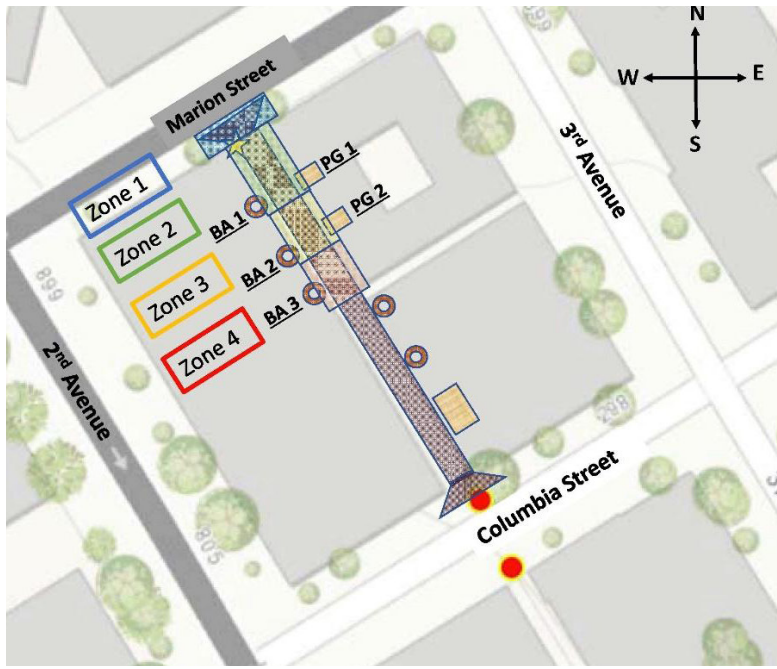 N
W E
S
Marion Street
3rd Avenue
899
Zone 1
PG 1
Zone 2
BA 1
PG 2
Zone 3
BA 2
899
BA 3
Zone 4
2nd Avenue
298
Columbia Street
805